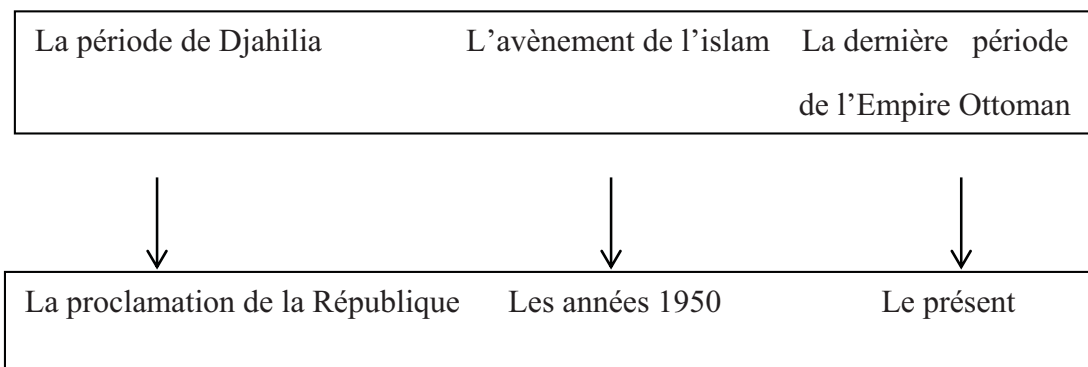 La période de Djahilia L’avènement de l’islam La dernière période
de l’Empire Ottoman
La proclamation de la République Les années 1950 Le présent